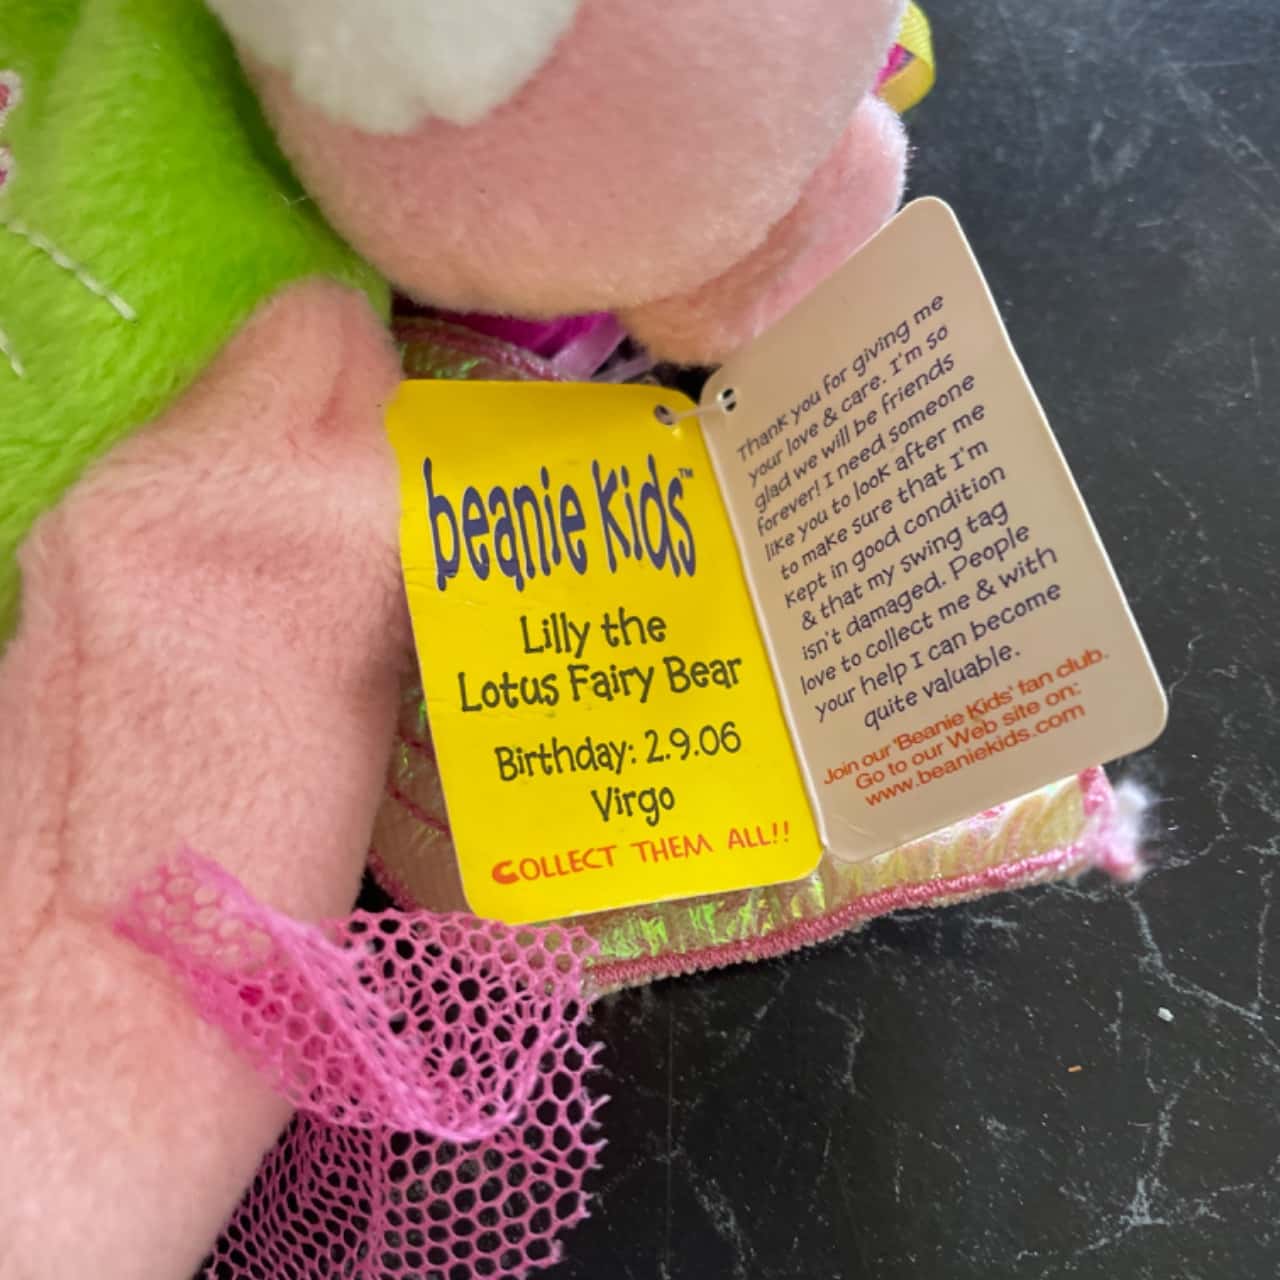 beanie Kids™
Lilly the
Lotus Fairy Bear
Birthday: 2.9.06
Virgo
COLLECT THEM ALL!!
Thank you for giving me
your love & care. I'm so
glad we will be friends
forever! I need someone
like you to look after me
to make sure that I'm
kept in good condition
& that my swing tag
isn't damaged. People
love to collect me & with
your help I can become
quite valuable.
Join our 'Beanie Kids' fan club.
Go to our Web site on:
www.beaniekids.com